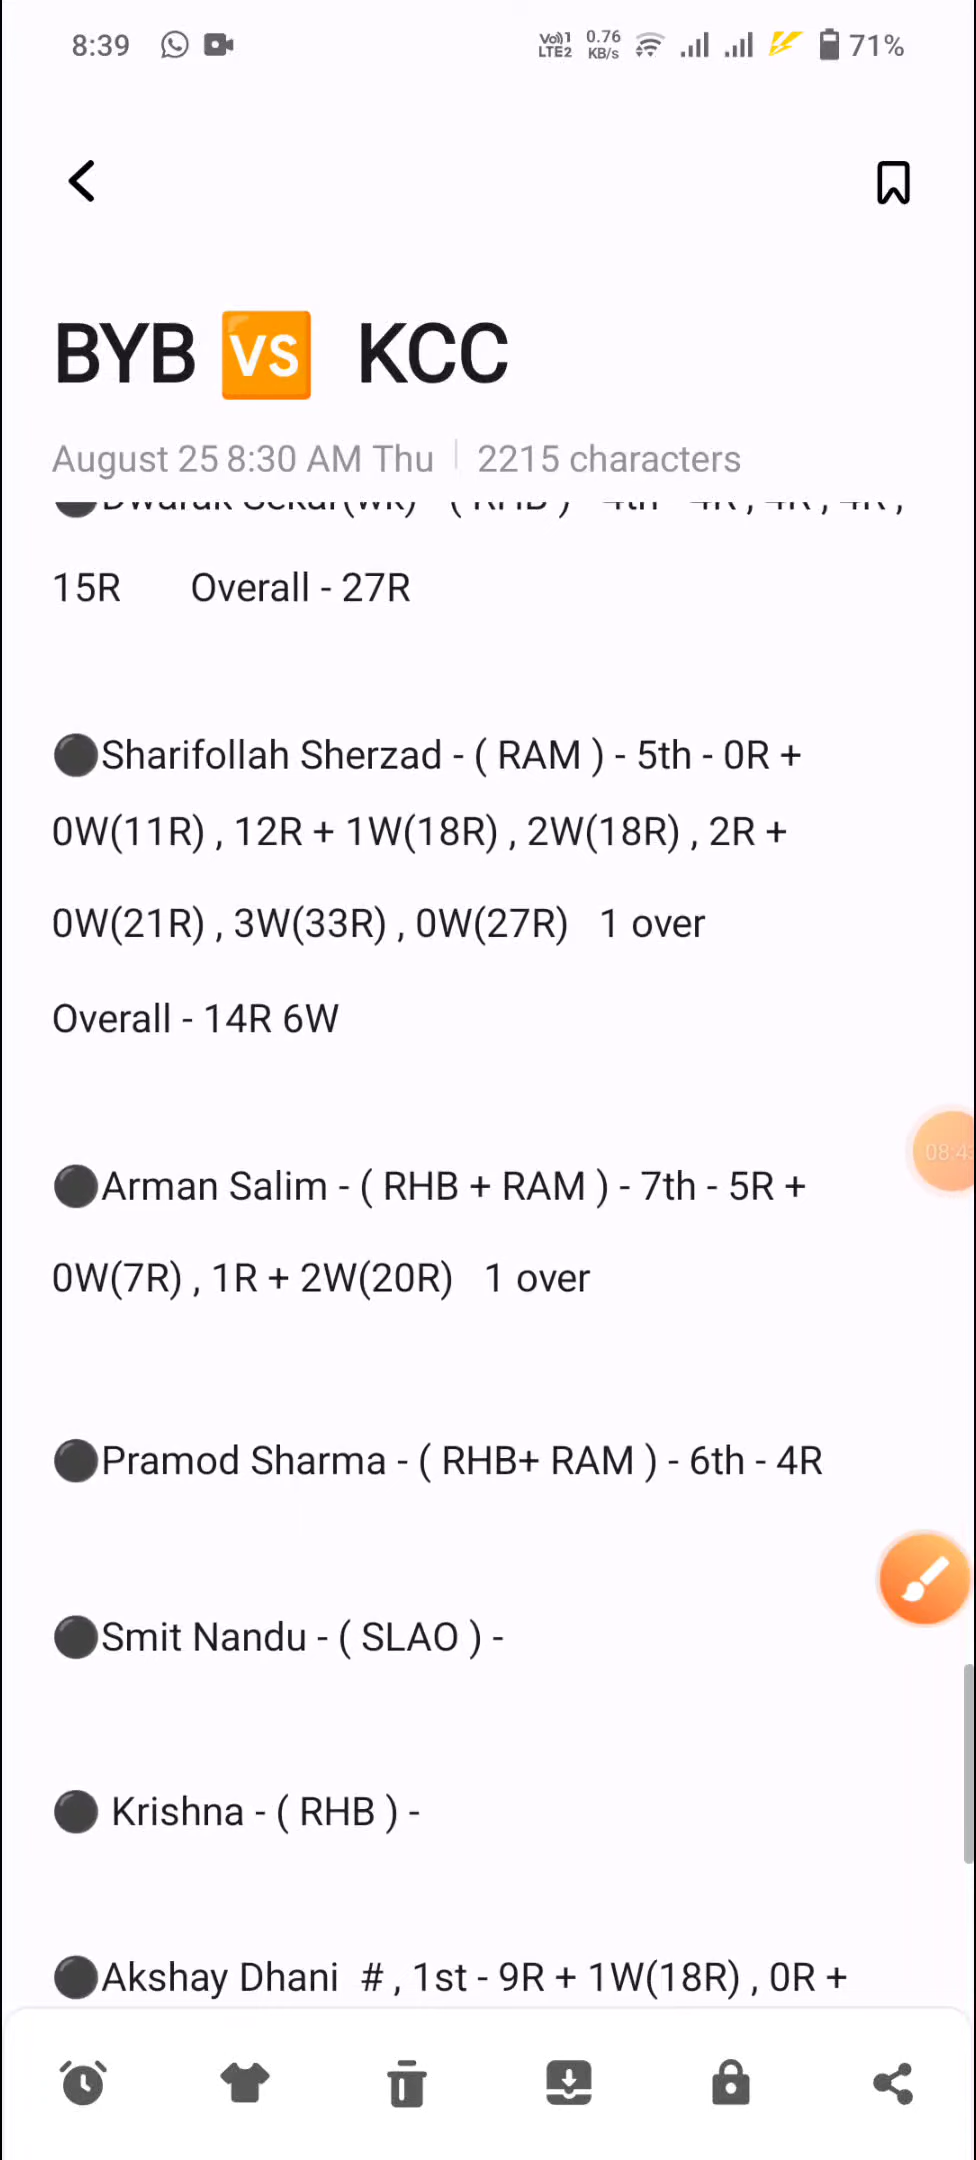 8:39 Vo)) 1 LTE2 0.76 KB/s 71%
BYB VS KCC
August 25 8:30 AM Thu | 2215 characters
15R Overall - 27R
⚫Sharifollah Sherzad - ( RAM ) - 5th - 0R +
0W(11R) , 12R + 1W(18R) , 2W(18R) , 2R +
0W(21R) , 3W(33R) , 0W(27R) 1 over
Overall - 14R 6W
⚫Arman Salim - ( RHB + RAM ) - 7th - 5R +
0W(7R) , 1R + 2W(20R) 1 over
⚫Pramod Sharma - ( RHB+ RAM ) - 6th - 4R
⚫Smit Nandu - ( SLAO ) -
⚫ Krishna - ( RHB ) -
⚫Akshay Dhani # , 1st - 9R + 1W(18R) , 0R +